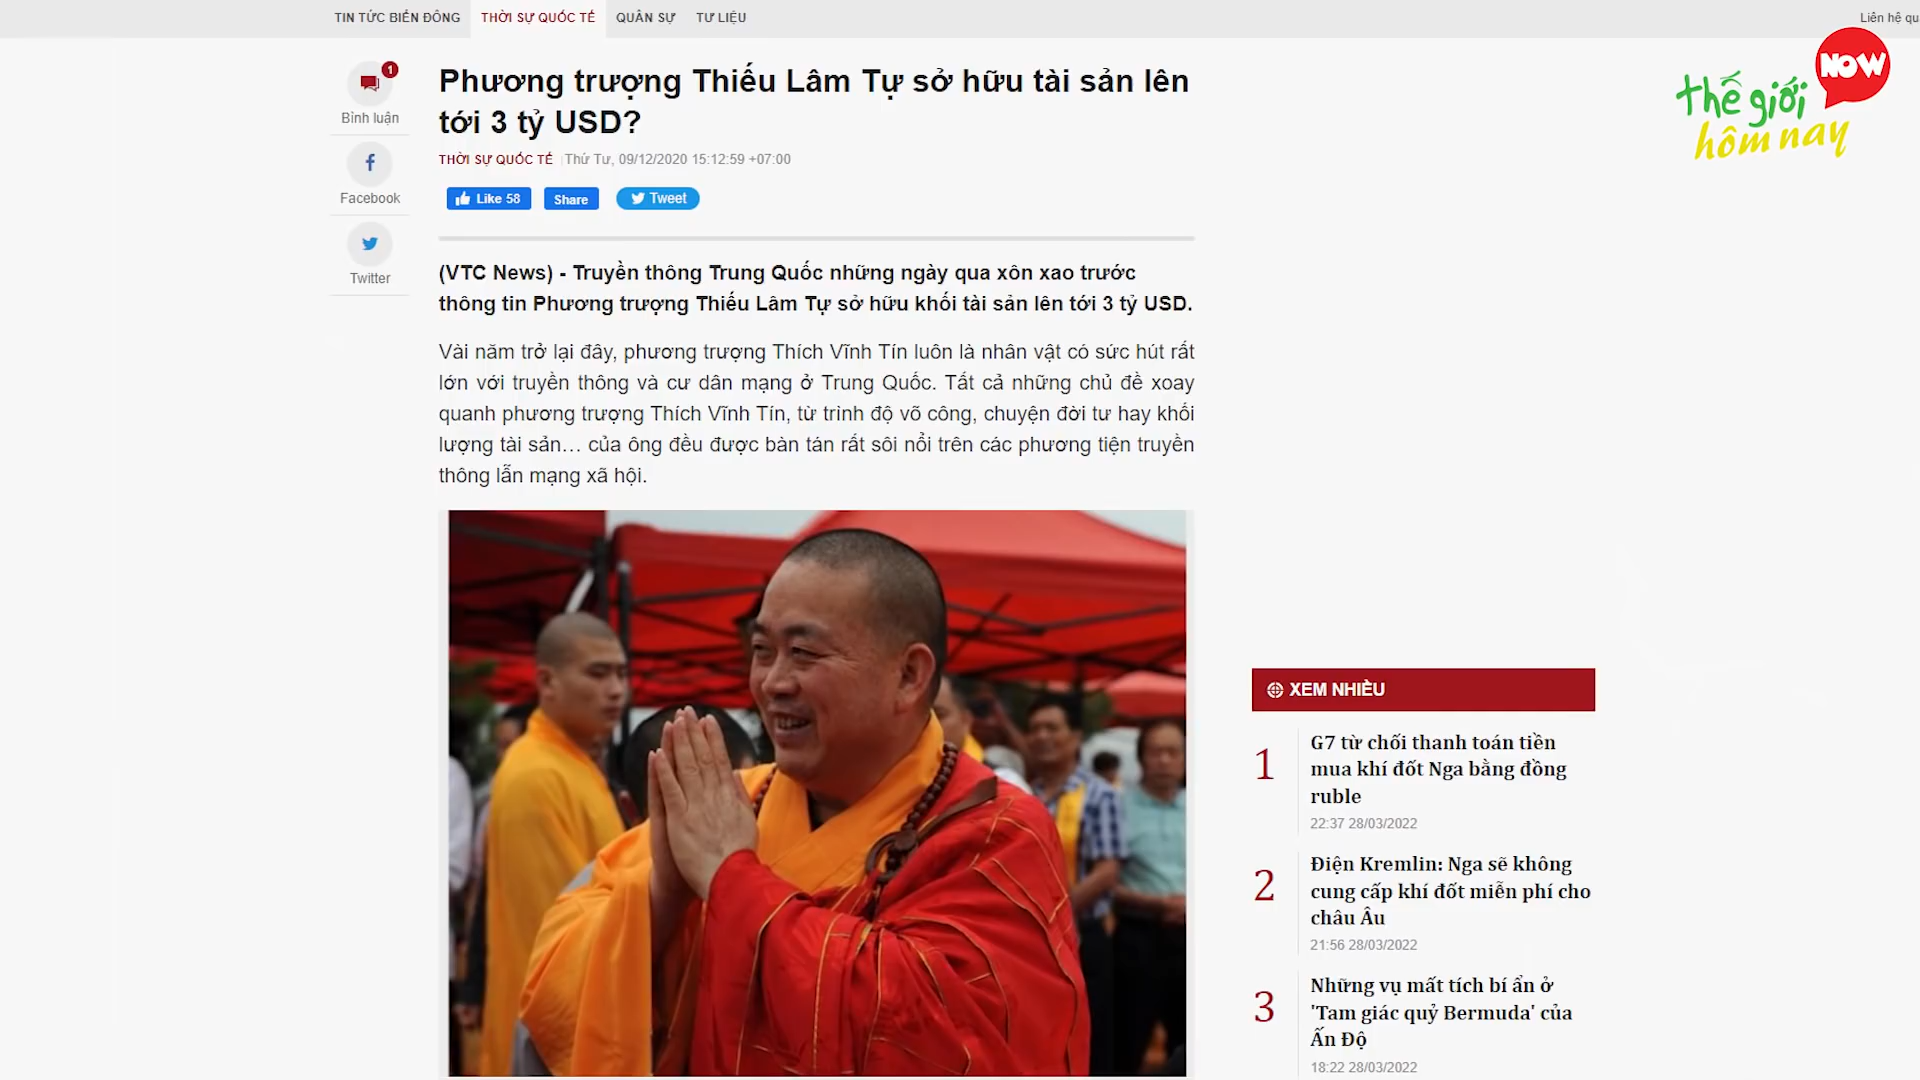 TIN TỨC BIỂN ĐÔNG THỜI SỰ QUỐC TẾ QUÂN SỰ TƯ LIỆU
Liên hệ qu
NOW
thế giới
hôm nay
1
Bình luận
Facebook
Twitter
Phương trượng Thiếu Lâm Tự sở hữu tài sản lên
tới 3 tỷ USD?
THỜI SỰ QUỐC TẾ Thứ Tư, 09/12/2020 15:12:59 +07:00
Like 58 Share Tweet
(VTC News) - Truyền thông Trung Quốc những ngày qua xôn xao trước
thông tin Phương trượng Thiếu Lâm Tự sở hữu khối tài sản lên tới 3 tỷ USD.
Vài năm trở lại đây, phương trượng Thích Vĩnh Tín luôn là nhân vật có sức hút rất
lớn với truyền thông và cư dân mạng ở Trung Quốc. Tất cả những chủ đề xoay
quanh phương trượng Thích Vĩnh Tín, từ trình độ võ công, chuyện đời tư hay khối
lượng tài sản… của ông đều được bàn tán rất sôi nổi trên các phương tiện truyền
thông lẫn mạng xã hội.
XEM NHIỀU
1
G7 từ chối thanh toán tiền
mua khí đốt Nga bằng đồng
ruble
22:37 28/03/2022
2
Điện Kremlin: Nga sẽ không
cung cấp khí đốt miễn phí cho
châu Âu
21:56 28/03/2022
3
Những vụ mất tích bí ẩn ở
'Tam giác quỷ Bermuda' của
Ấn Độ
18:22 28/03/2022